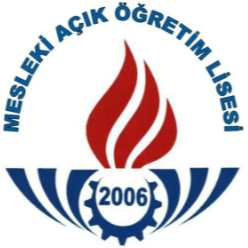 MESLEKİ AÇIK ÖĞRETİM LİSESİ
2006